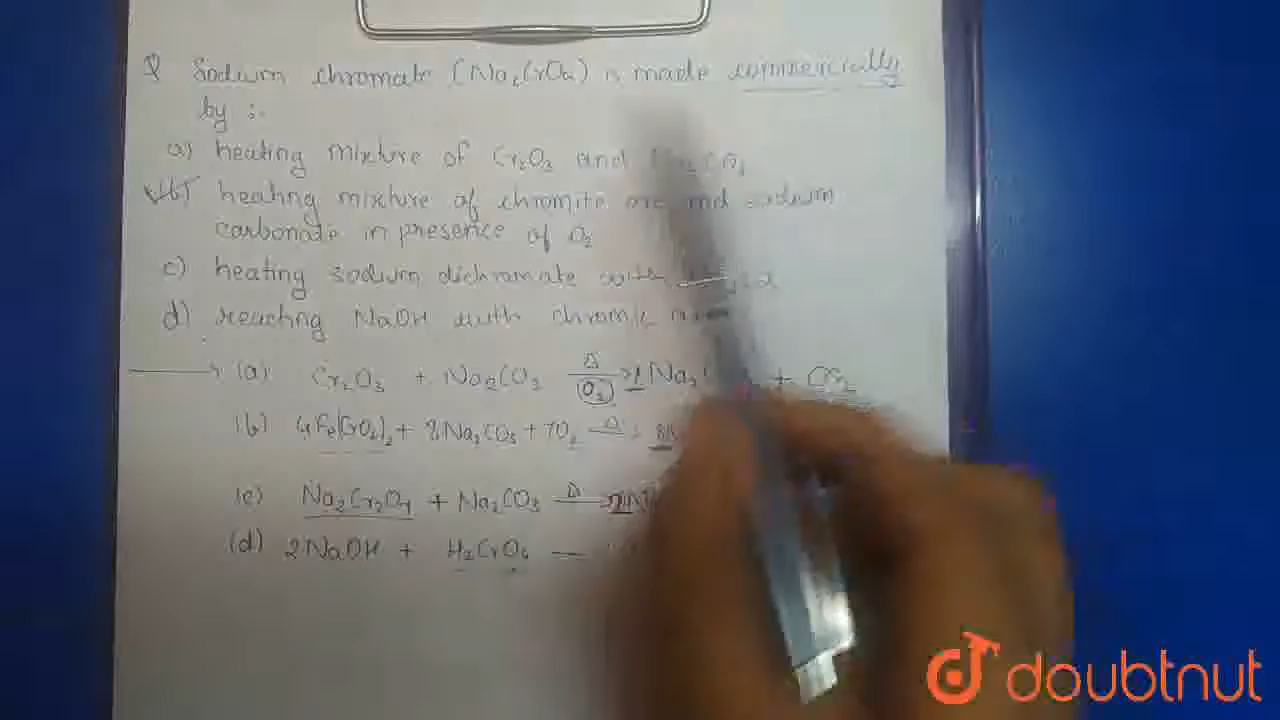 Q Sodium chromate (Na2CrO4) is made commercially
by :-
a) heating mixture of Cr2O3 and Na2CO3
b) heating mixture of chromite ore and sodium
carbonate in presence of O2
c) heating sodium dichromate with
d) reacting NaOH with chromic
(a) Cr2O3 + Na2CO3 Δ (O2) → + CO2
(b) 4Fe(CrO2)2 + 8Na2CO3 + 7O2 Δ →
(c) Na2Cr2O7 + Na2CO3 Δ →
(d) 2NaOH + H2CrO4 —
doubtnut